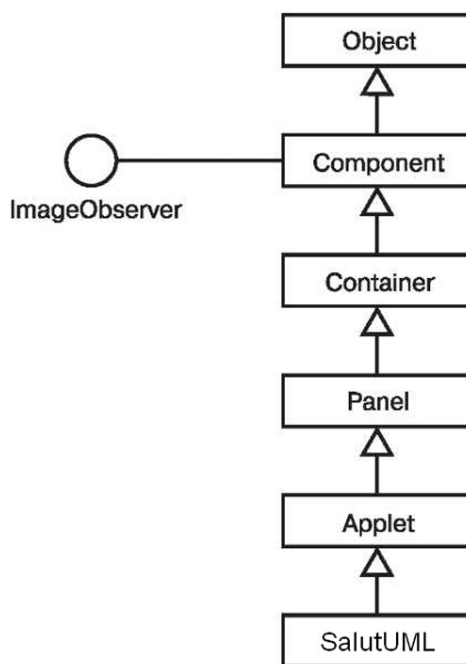 Object
Component
ImageObserver
Container
Panel
Applet
SalutUML